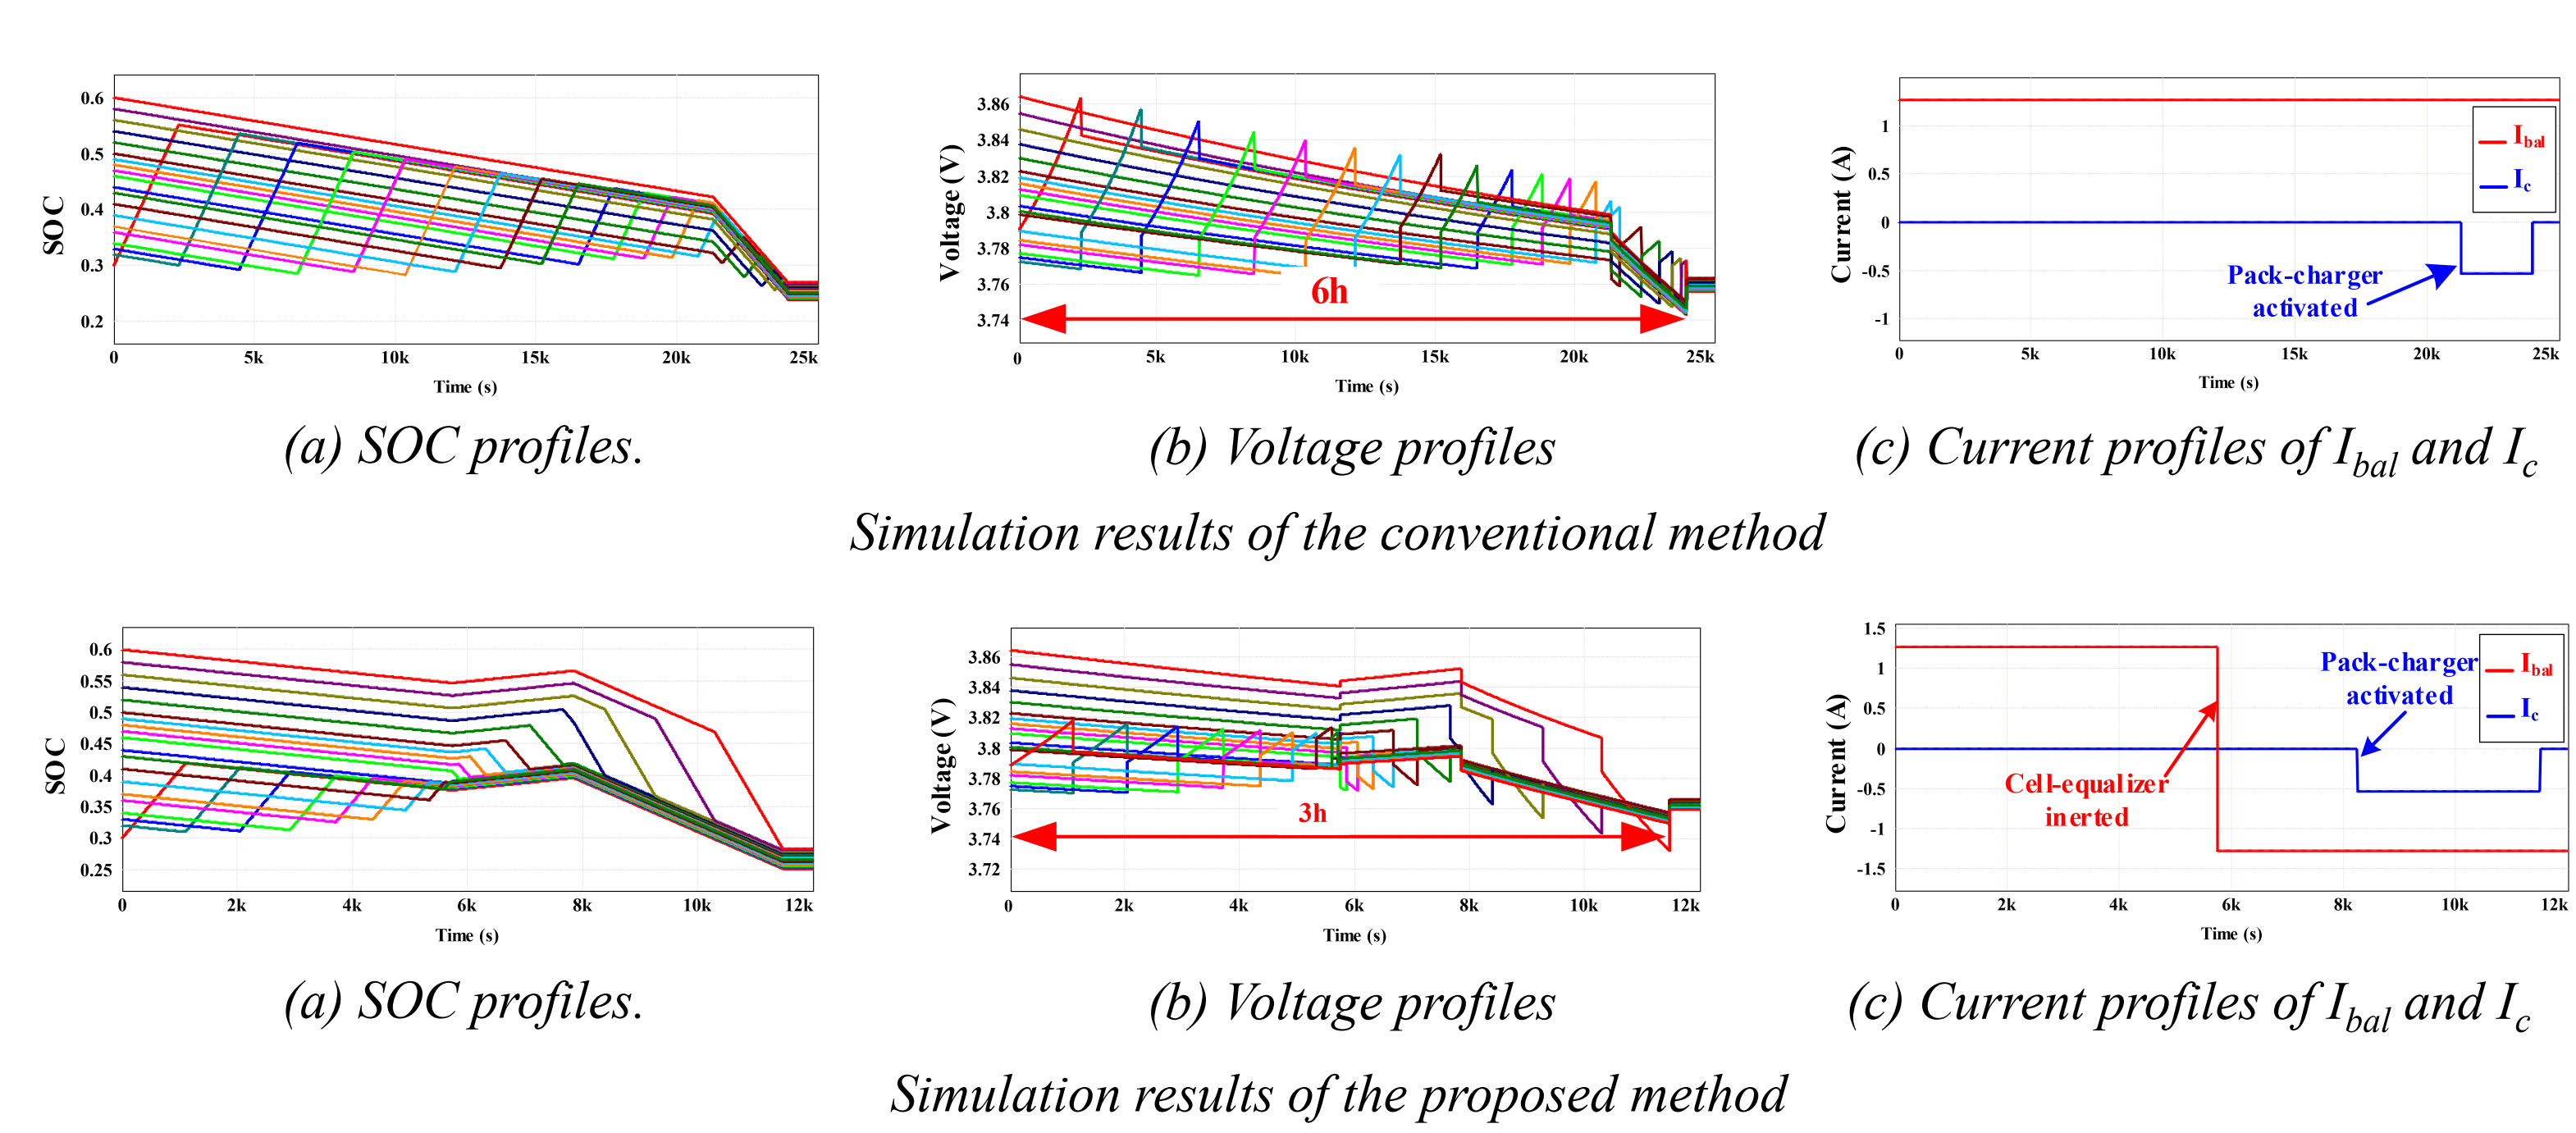 SOC
0.6
0.5
0.4
0.3
0.2
0 5k 10k 15k 20k 25k
Time (s)
Voltage (V)
3.86
3.84
3.82
3.8
3.78
3.76
3.74
6h
0 5k 10k 15k 20k 25k
Time (s)
Current (A)
1
0.5
0
-0.5
-1
I_bal
I_c
Pack-charger
activated
0 5k 10k 15k 20k 25k
Time (s)
(a) SOC profiles.
(b) Voltage profiles
(c) Current profiles of I_bal and I_c
Simulation results of the conventional method
SOC
0.6
0.55
0.5
0.45
0.4
0.35
0.3
0.25
0 2k 4k 6k 8k 10k 12k
Time (s)
Voltage (V)
3.86
3.84
3.82
3.8
3.78
3.76
3.74
3.72
3h
0 2k 4k 6k 8k 10k 12k
Time (s)
Current (A)
1.5
1
0.5
0
-0.5
-1
-1.5
Pack-charger
activated
I_bal
I_c
Cell-equalizer
inerted
0 2k 4k 6k 8k 10k 12k
Time (s)
(a) SOC profiles.
(b) Voltage profiles
(c) Current profiles of I_bal and I_c
Simulation results of the proposed method